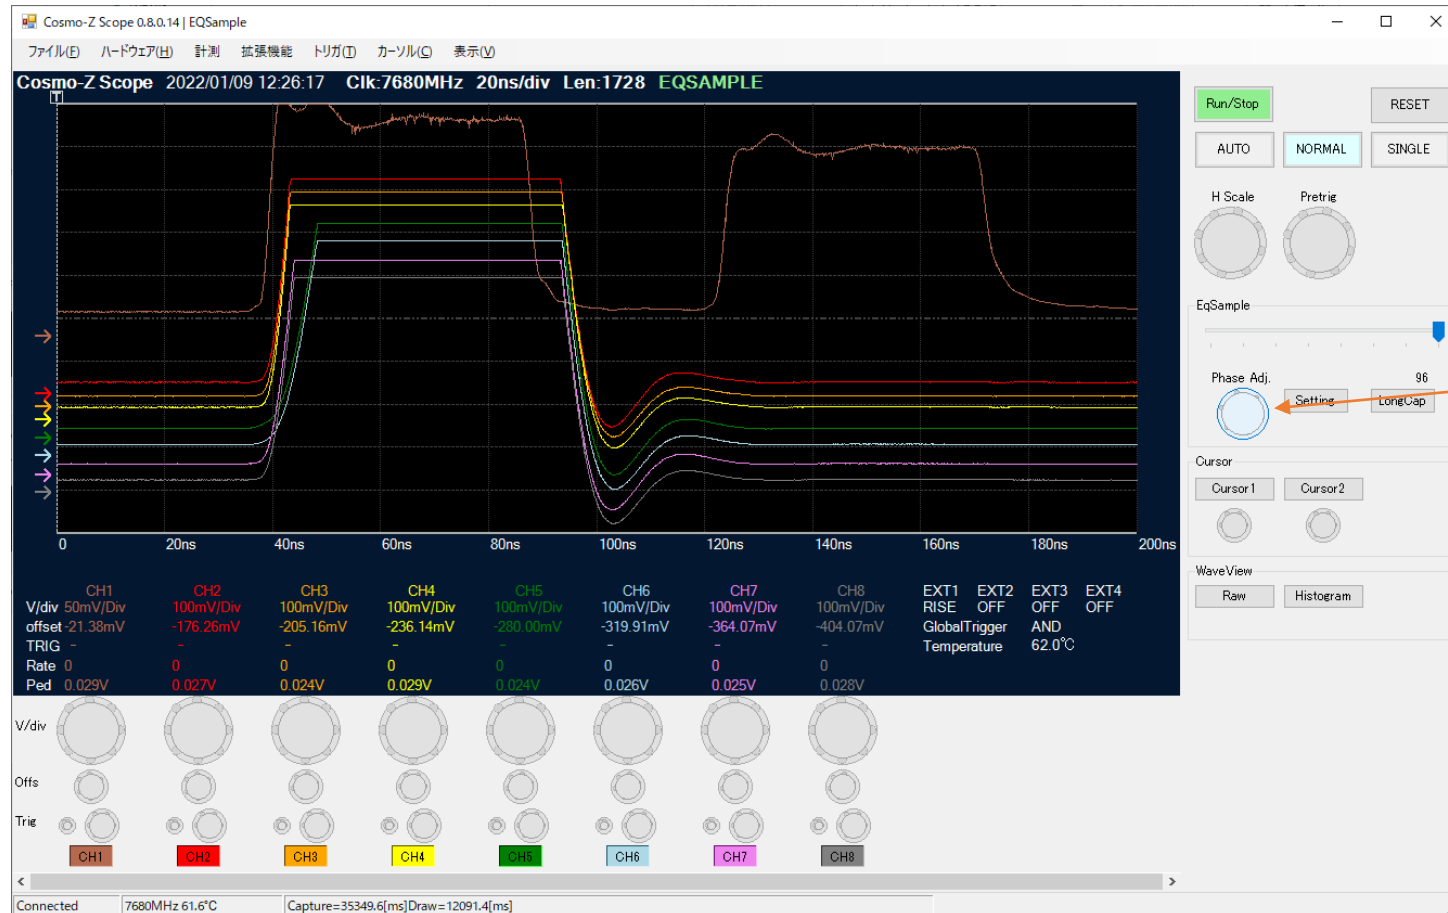 Cosmo-Z Scope 0.8.0.14 | EQSample
ファイル(F) ハードウェア(H) 計測 拡張機能 トリガ(T) カーソル(C) 表示(V)
Cosmo-Z Scope 2022/01/09 12:26:17 Clk:7680MHz 20ns/div Len:1728 EQSAMPLE
T
Run/Stop RESET
AUTO NORMAL SINGLE
H Scale Pretrig
EqSample
Phase Adj. 96
Setting LongCap
Cursor
Cursor1 Cursor2
WaveView
Raw Histogram
0 20ns 40ns 60ns 80ns 100ns 120ns 140ns 160ns 180ns 200ns
CH1 CH2 CH3 CH4 CH5 CH6 CH7 CH8 EXT1 EXT2 EXT3 EXT4
V/div 50mV/Div 100mV/Div 100mV/Div 100mV/Div 100mV/Div 100mV/Div 100mV/Div 100mV/Div RISE OFF OFF OFF
offset -21.38mV -176.26mV -205.16mV -236.14mV -280.00mV -319.91mV -364.07mV -404.07mV GlobalTrigger AND
TRIG - - - - - - - - Temperature 62.0℃
Rate 0 0 0 0 0 0 0 0
Ped 0.029V 0.027V 0.024V 0.029V 0.024V 0.026V 0.025V 0.028V
V/div
Offs
Trig
CH1 CH2 CH3 CH4 CH5 CH6 CH7 CH8
Connected 7680MHz 61.6℃ Capture=35349.6[ms]Draw=12091.4[ms]